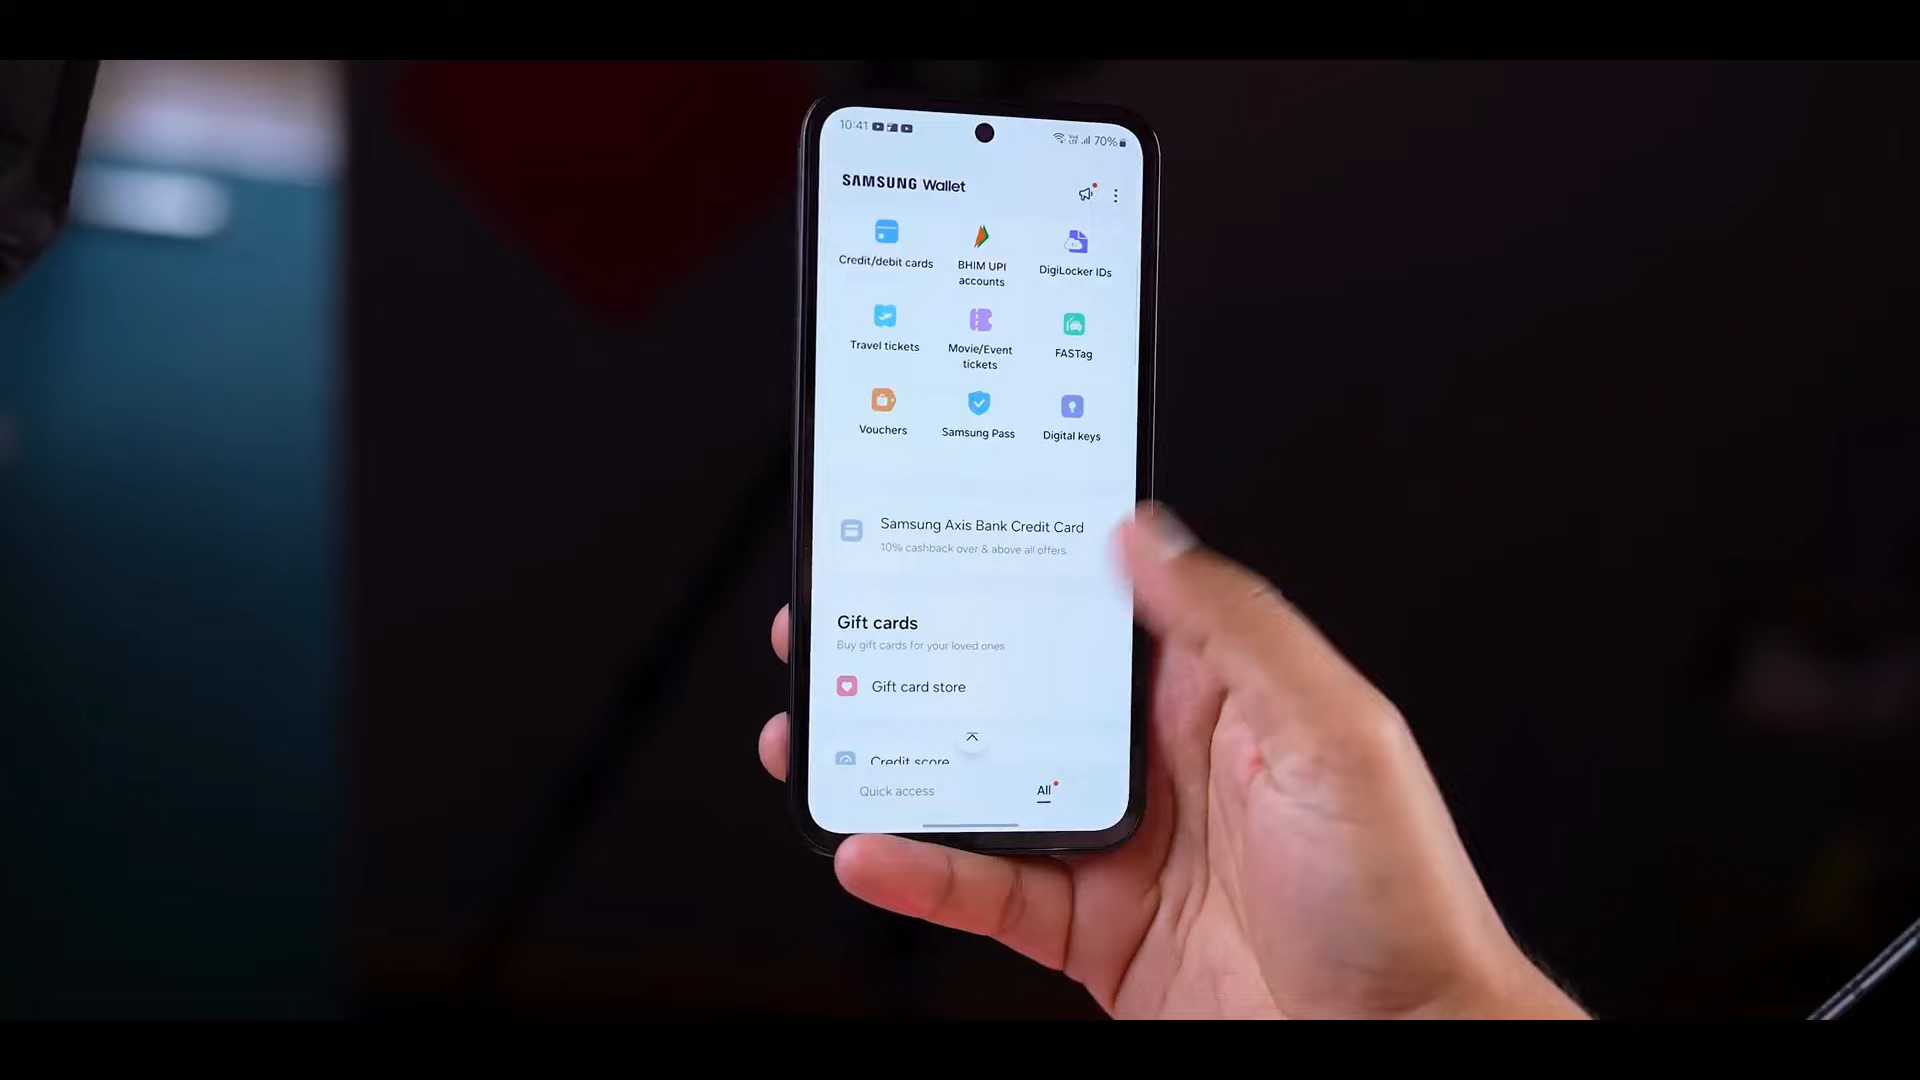 10:41 70%
SAMSUNG Wallet
Credit/debit cards
BHIM UPI
accounts
DigiLocker IDs
Travel tickets
Movie/Event
tickets
FASTag
Vouchers
Samsung Pass
Digital keys
Samsung Axis Bank Credit Card
10% cashback over & above all offers.
Gift cards
Buy gift cards for your loved ones
Gift card store
Credit score
Quick access
All